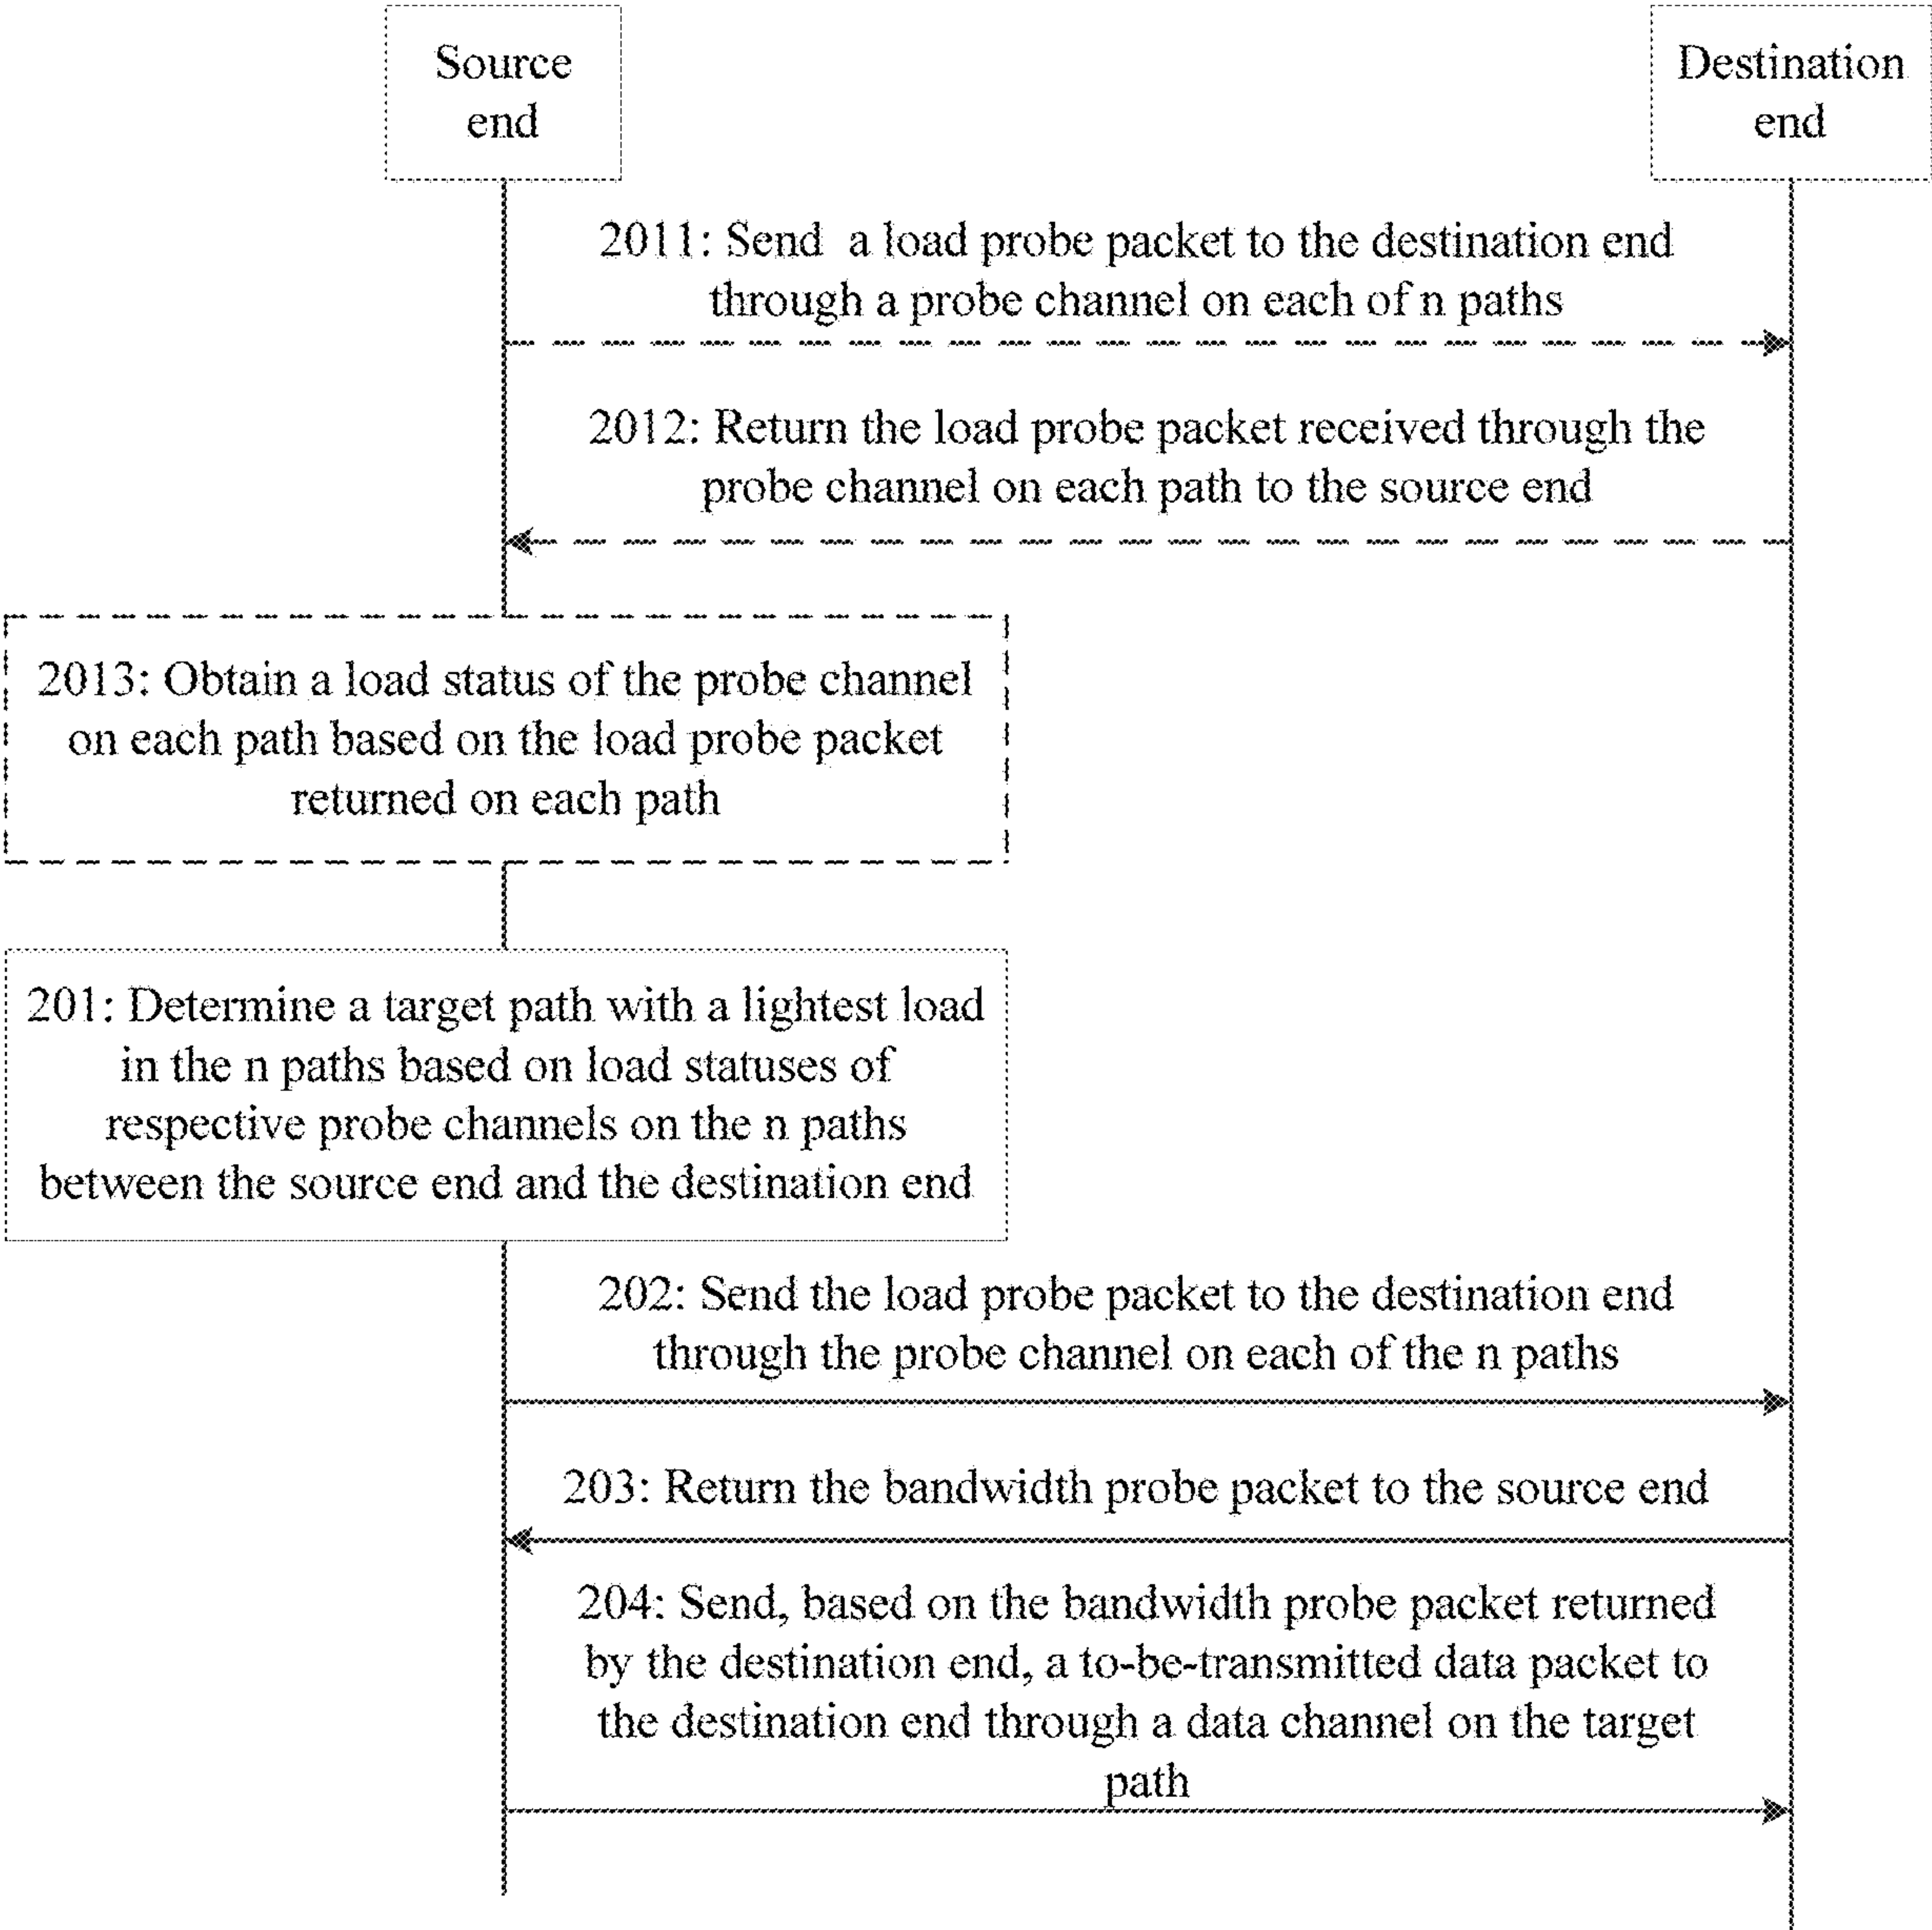 Source
end
Destination
end
2011: Send a load probe packet to the destination end
through a probe channel on each of n paths
2012: Return the load probe packet received through the
probe channel on each path to the source end
2013: Obtain a load status of the probe channel
on each path based on the load probe packet
returned on each path
201: Determine a target path with a lightest load
in the n paths based on load statuses of
respective probe channels on the n paths
between the source end and the destination end
202: Send the load probe packet to the destination end
through the probe channel on each of the n paths
203: Return the bandwidth probe packet to the source end
204: Send, based on the bandwidth probe packet returned
by the destination end, a to-be-transmitted data packet to
the destination end through a data channel on the target
path